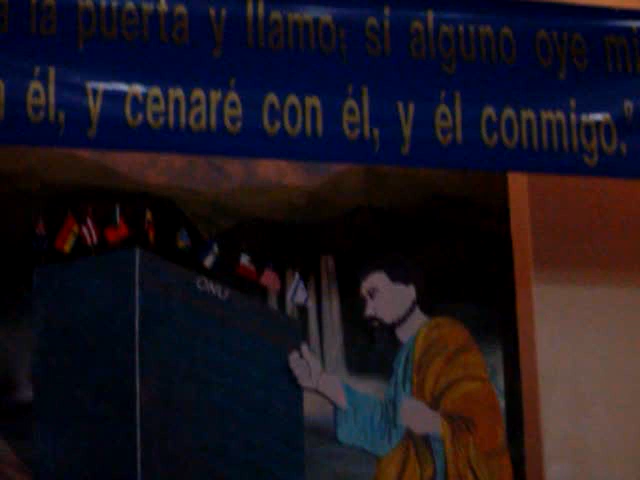 a la puerta y llamo; si alguno oye mi
n él, y cenaré con él, y él conmigo."
ONU